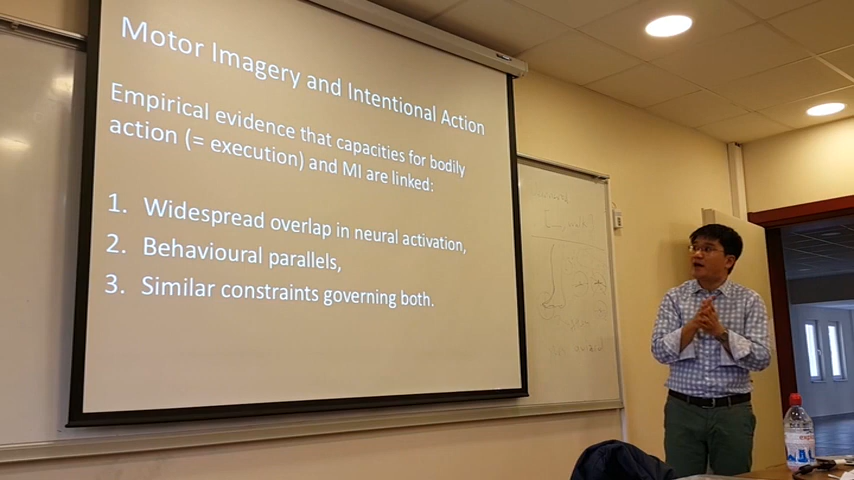 Motor Imagery and Intentional Action
Empirical evidence that capacities for bodily
action (= execution) and MI are linked:
1. Widespread overlap in neural activation,
2. Behavioural parallels,
3. Similar constraints governing both.